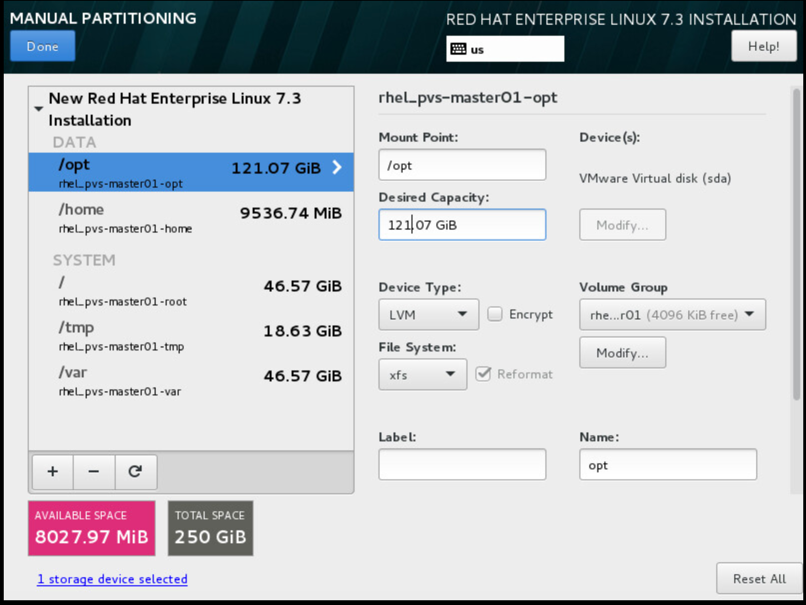 MANUAL PARTITIONING
RED HAT ENTERPRISE LINUX 7.3 INSTALLATION
Done
us
Help!
New Red Hat Enterprise Linux 7.3
Installation
DATA
/opt
121.07 GiB
rhel_pvs-master01-opt
/home
9536.74 MiB
rhel_pvs-master01-home
SYSTEM
/
46.57 GiB
rhel_pvs-master01-root
/tmp
18.63 GiB
rhel_pvs-master01-tmp
/var
46.57 GiB
rhel_pvs-master01-var
+ −
AVAILABLE SPACE
8027.97 MiB
TOTAL SPACE
250 GiB
1 storage device selected
rhel_pvs-master01-opt
Mount Point:
/opt
Device(s):
VMware Virtual disk (sda)
Desired Capacity:
121.07 GiB
Modify...
Device Type:
LVM
Encrypt
Volume Group
rhe...r01 (4096 KiB free)
Modify...
File System:
xfs
Reformat
Label:
Name:
opt
Reset All